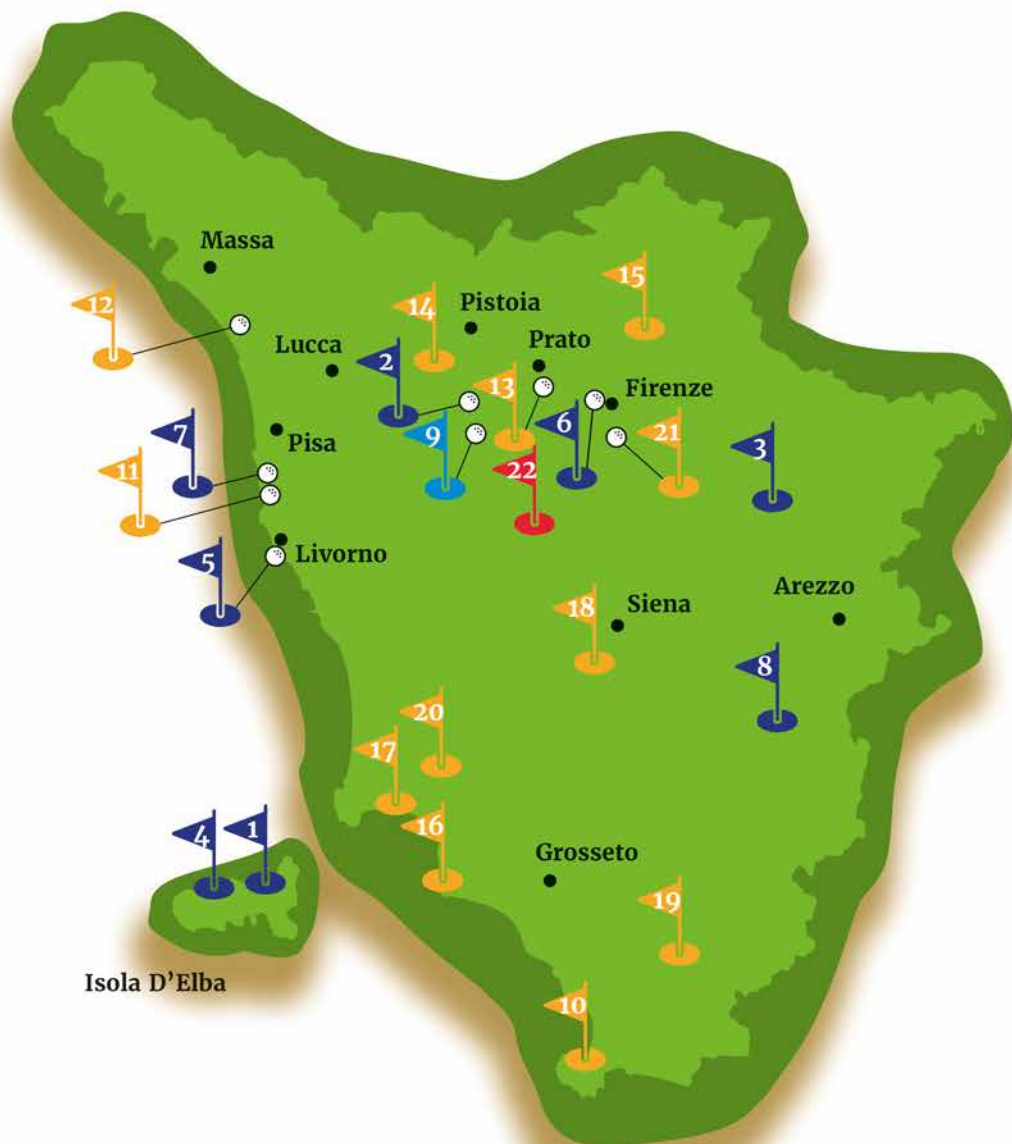 Massa
12
14
Pistoia
15
Lucca
2
Prato
13
Firenze
7
Pisa
9
6
21
3
11
22
5
Livorno
18
Siena
Arezzo
8
20
17
4
1
16
Grosseto
19
Isola D'Elba
10